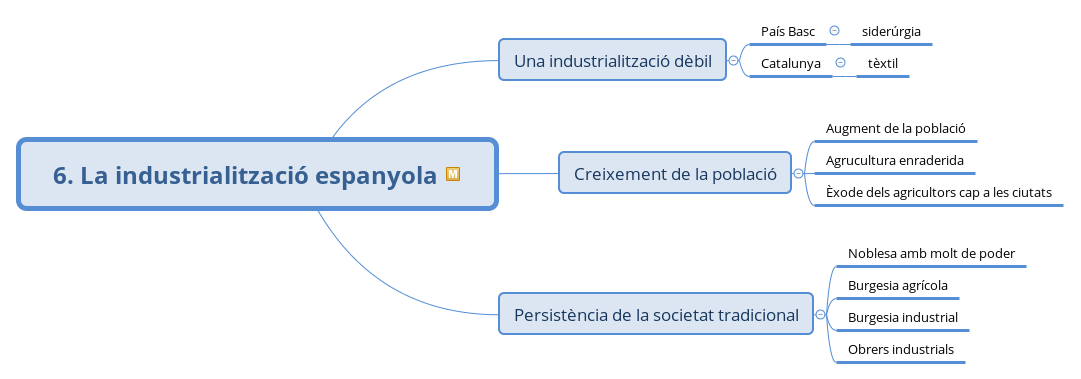 País Basc
siderúrgia
Una industrialització dèbil
Catalunya
tèxtil
Augment de la població
6. La industrialització espanyola M
Creixement de la població
Agrucultura enraderida
Èxode dels agricultors cap a les ciutats
Noblesa amb molt de poder
Burgesia agrícola
Persistència de la societat tradicional
Burgesia industrial
Obrers industrials